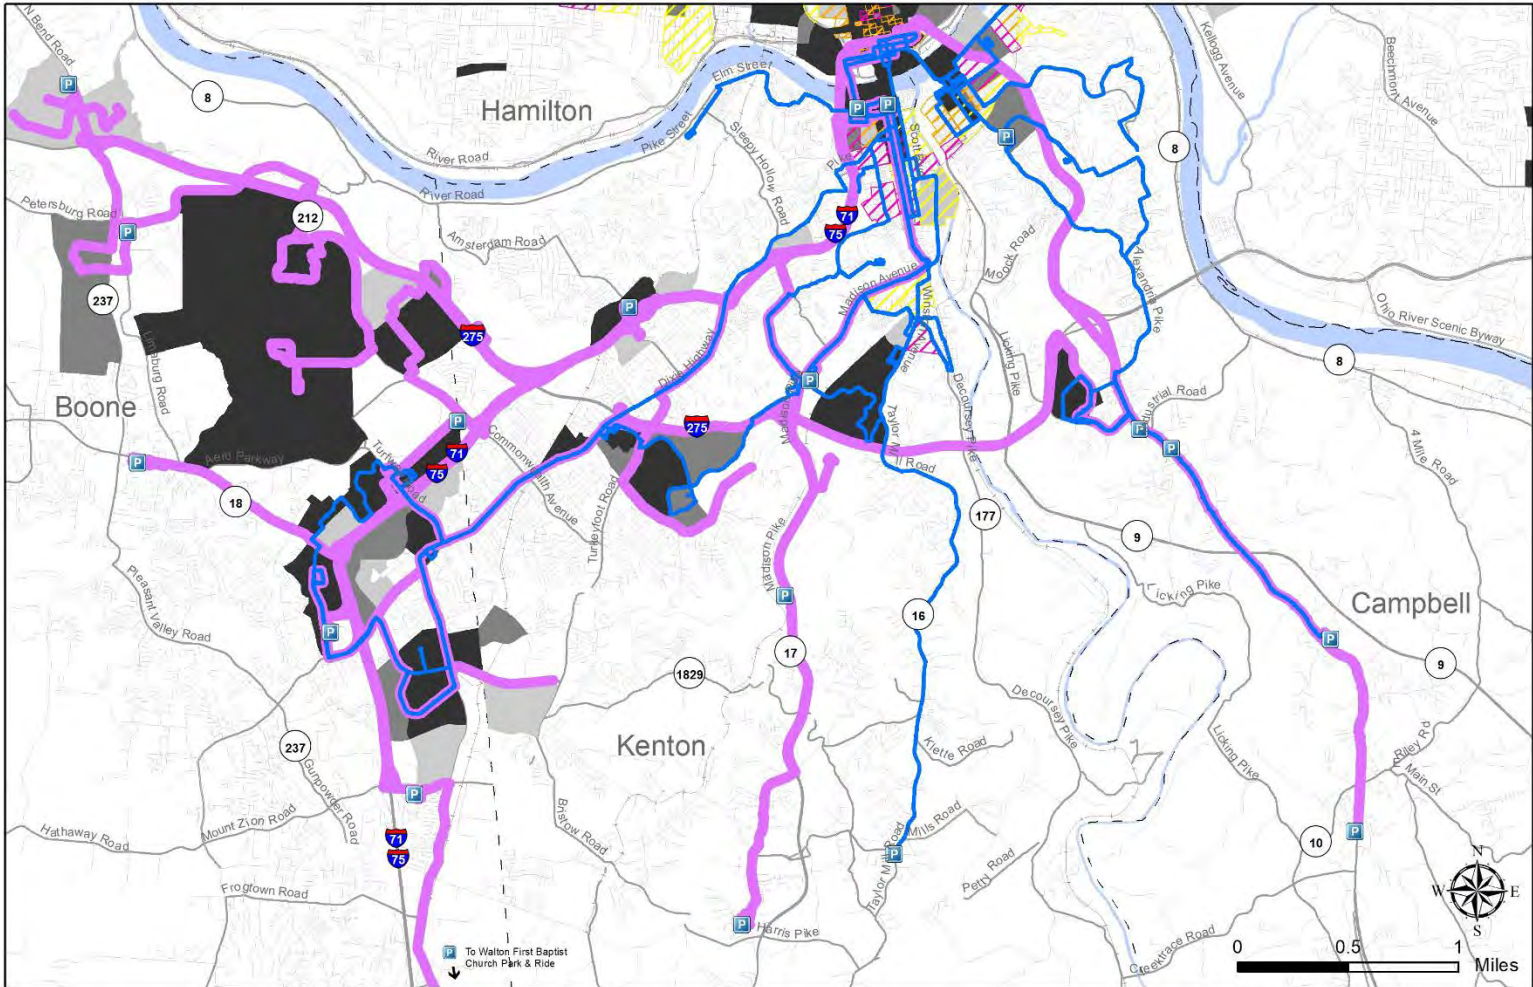 N Bend Road
P
8
Hamilton
Elm Street
Pike Street
River Road
River Road
Sleepy Hollow Road
Pike
Scott
P
P
P
8
Kellogg Avenue
Beechmont Avenue
Petersburg Road
P
212
Amsterdam Road
71
75
Moock Road
237
Limaburg Road
275
P
Madison Avenue
Alexandria Pike
Ohio River Scenic Byway
8
Boone
Dixie Highway
Licking Pike
Decoursey Pike
P
Industrial Road
P
Turfway Road
71
75
Commonwealth Avenue
275
P
Madison
Taylor Mill Road
P
P
Aero Parkway
18
Turkeyfoot Road
4 Mile Road
177
9
Madison Pike
P
16
Licking Pike
Campbell
Pleasant Valley Road
P
17
P
9
1829
Decoursey Pike
237
Gunpowder Road
Kenton
Klette Road
Licking Pike
Riley Rd
Main St
Mount Zion Road
P
Hathaway Road
71
75
Bristow Road
Mills Road
P
Taylor Mill Road
Petty Road
10
P
Frogtown Road
P
Harris Pike
N
W
E
S
Creektrace Road
P
To Walton First Baptist
Church Park & Ride
0
0.5
1
Miles